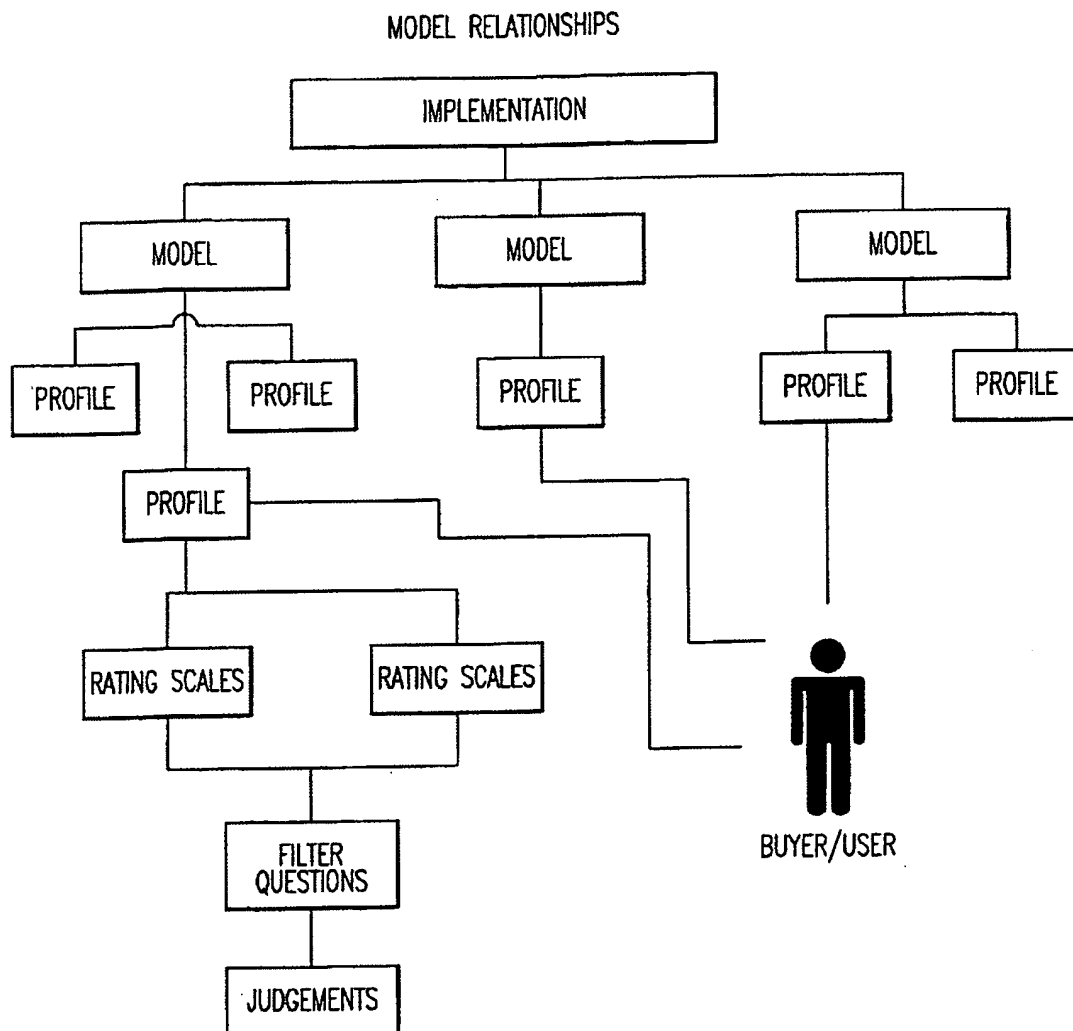 MODEL RELATIONSHIPS
IMPLEMENTATION
MODEL
MODEL
MODEL
PROFILE
PROFILE
PROFILE
PROFILE
PROFILE
PROFILE
RATING SCALES
RATING SCALES
BUYER/USER
FILTER
QUESTIONS
JUDGEMENTS